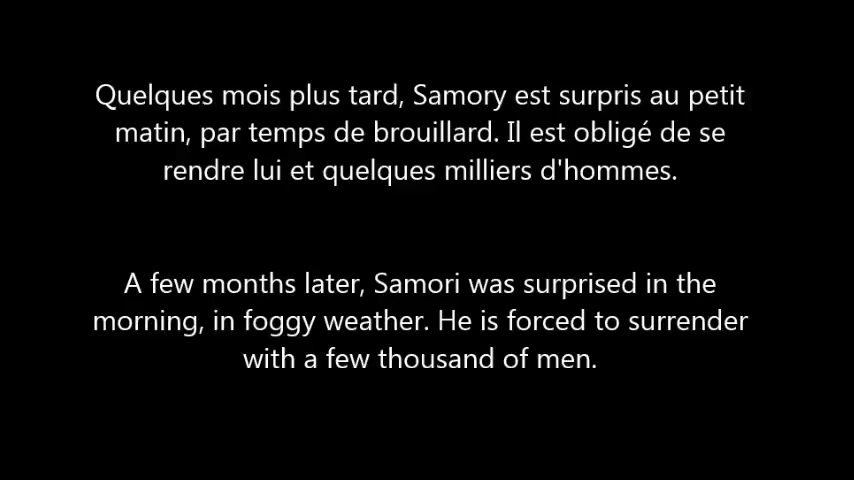 Quelques mois plus tard, Samory est surpris au petit
matin, par temps de brouillard. Il est obligé de se
rendre lui et quelques milliers d'hommes.
A few months later, Samori was surprised in the
morning, in foggy weather. He is forced to surrender
with a few thousand of men.